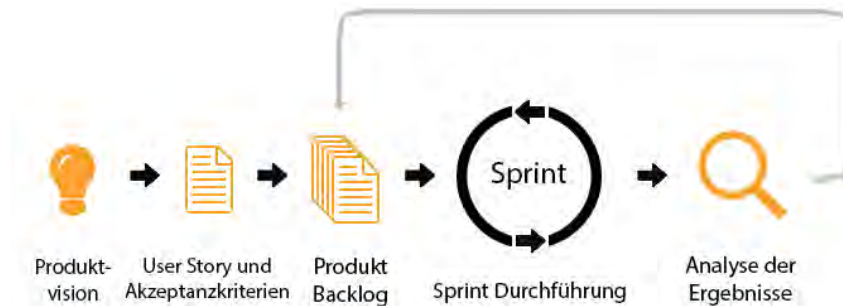 Sprint
Produkt-
vision
User Story und
Akzeptanzkriterien
Produkt
Backlog
Sprint Durchführung
Analyse der
Ergebnisse